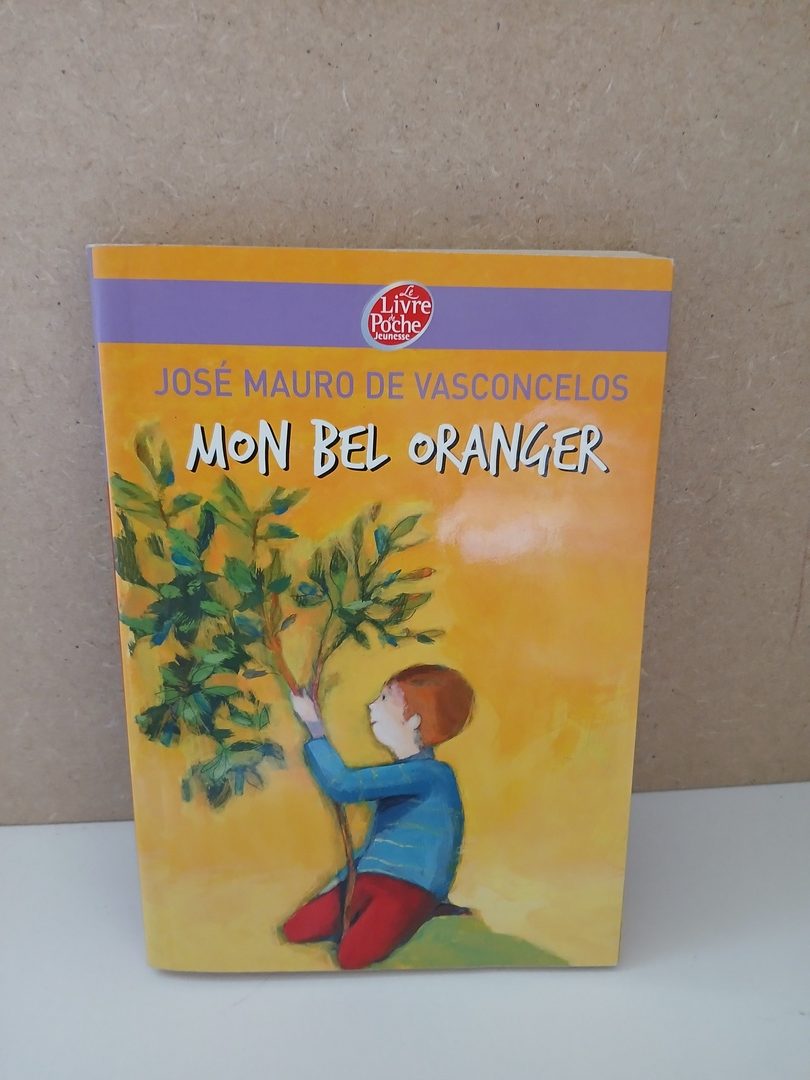 Le
Livre
de
Poche
Jeunesse
JOSÉ MAURO DE VASCONCELOS
MON BEL ORANGER